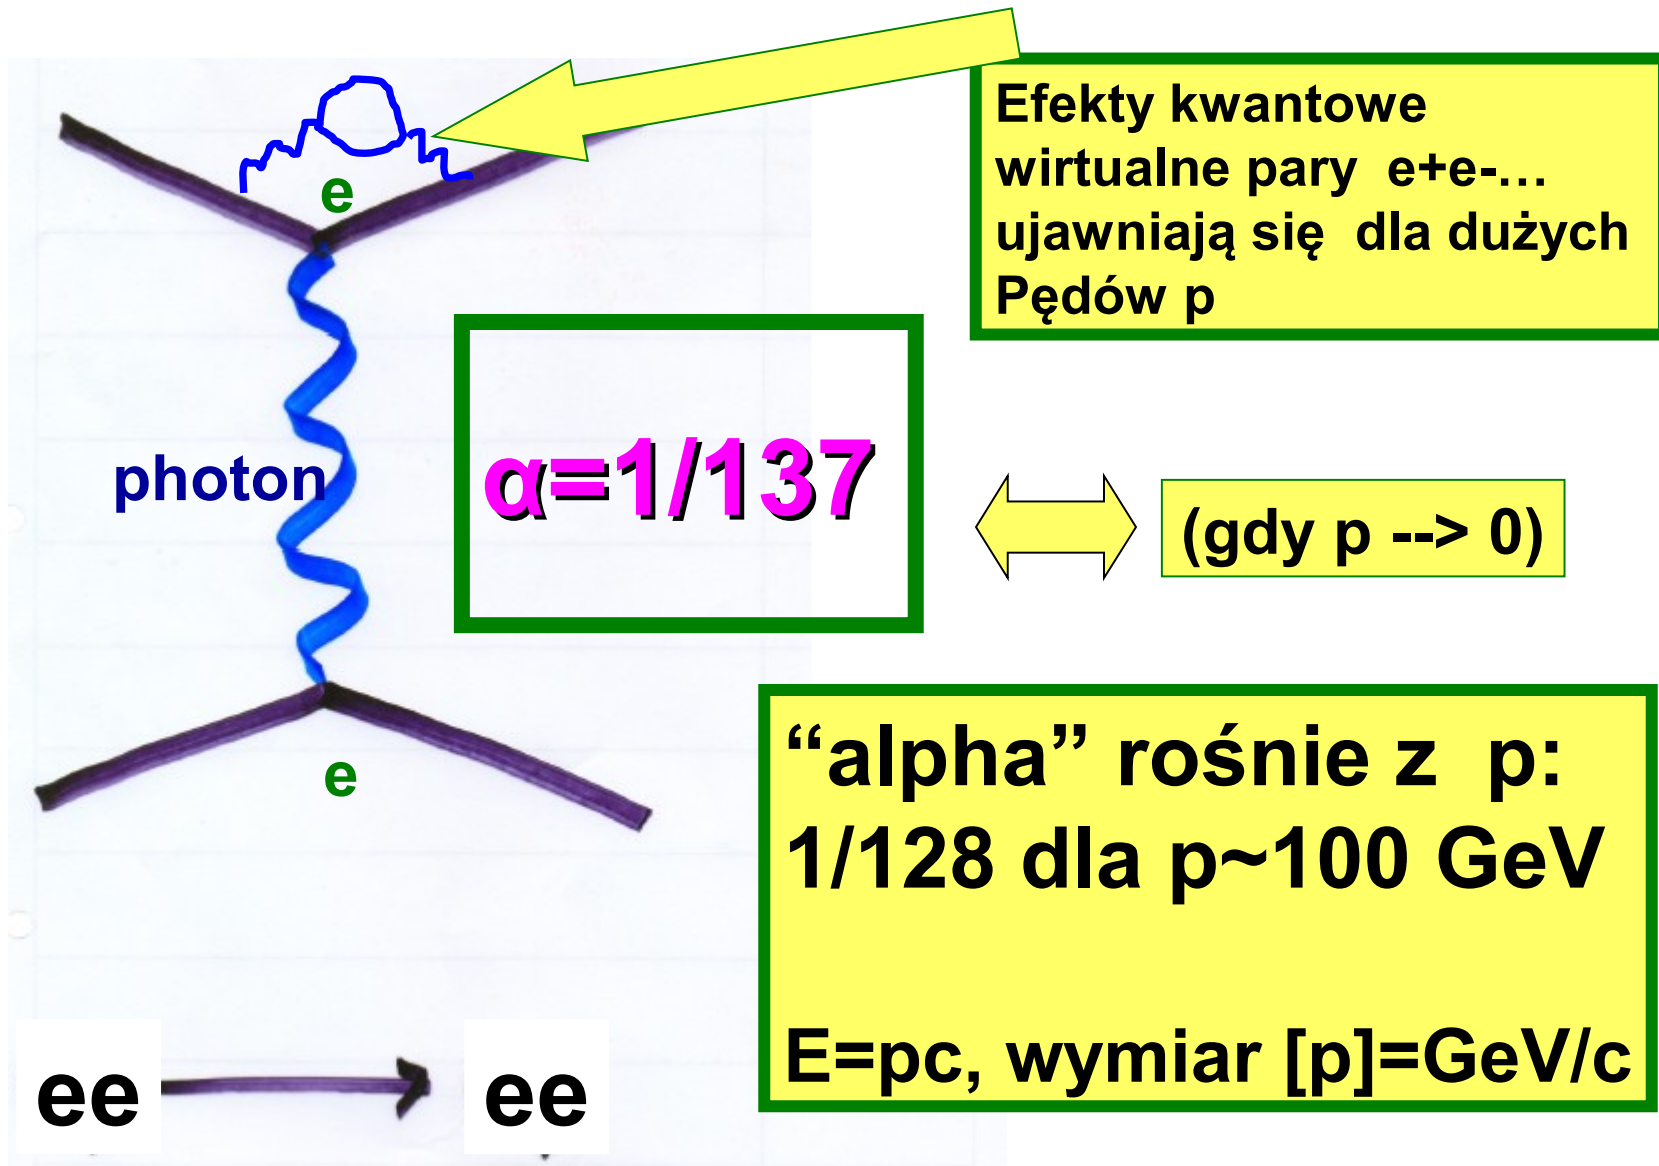 Efekty kwantowe
wirtualne pary e+e-...
ujawniają się dla dużych
Pędów p
e
α=1/137
photon
(gdy p --> 0)
“alpha” rośnie z p:
1/128 dla p~100 GeV
E=pc, wymiar [p]=GeV/c
e
ee
ee